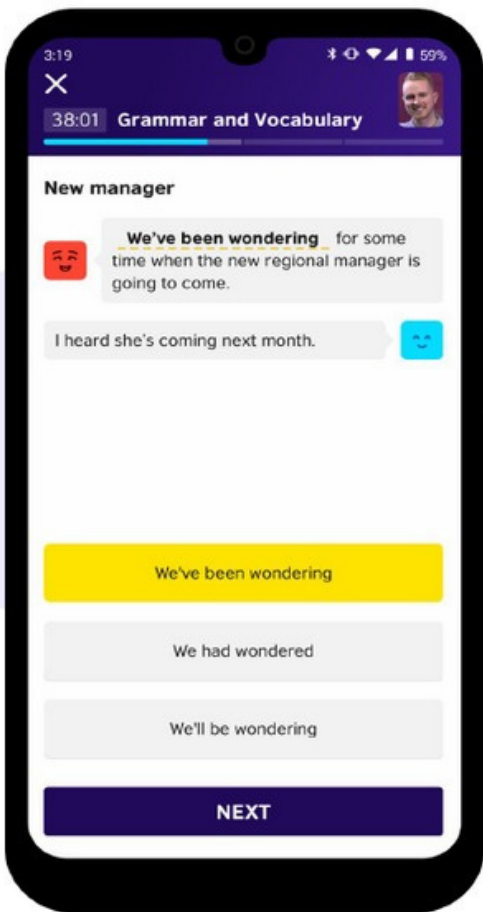 3:19
59%
38:01 Grammar and Vocabulary
New manager
We've been wondering for some
time when the new regional manager is
going to come.
I heard she's coming next month.
We've been wondering
We had wondered
We'll be wondering
NEXT